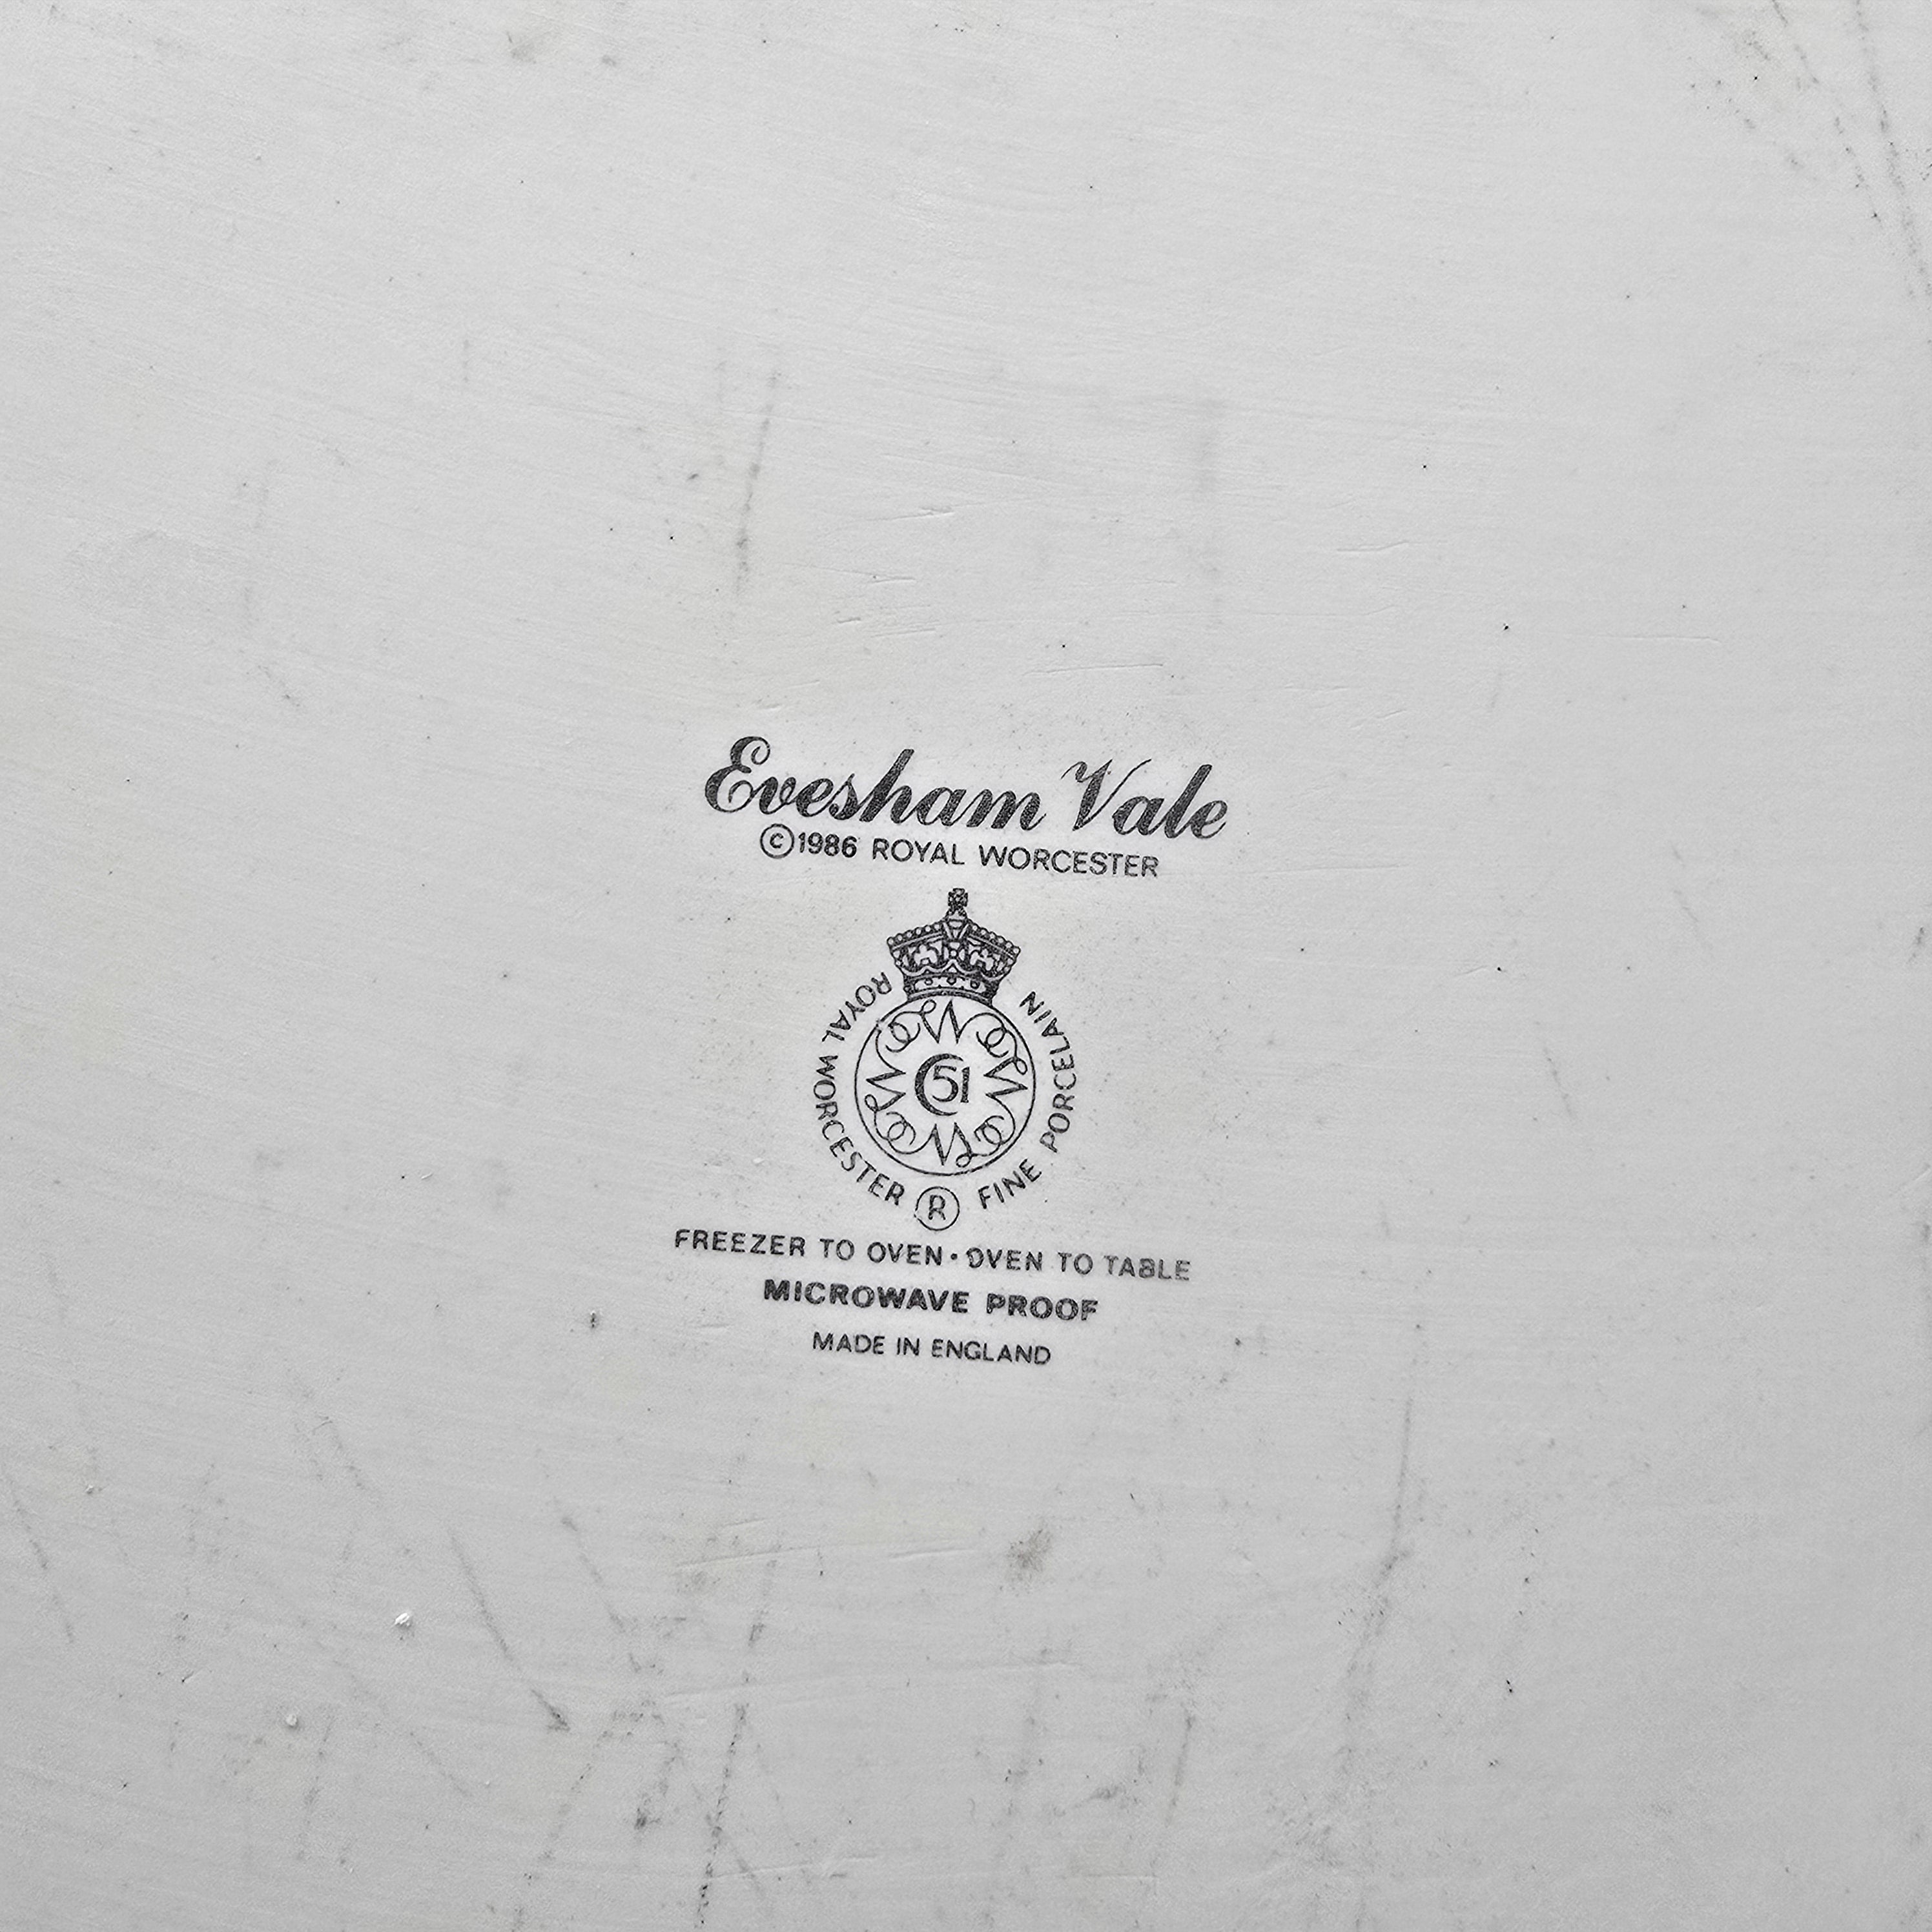 Evesham Vale
©1986 ROYAL WORCESTER
ROYAL WORCESTER ® FINE PORCELAIN
51
FREEZER TO OVEN · OVEN TO TABLE
MICROWAVE PROOF
MADE IN ENGLAND